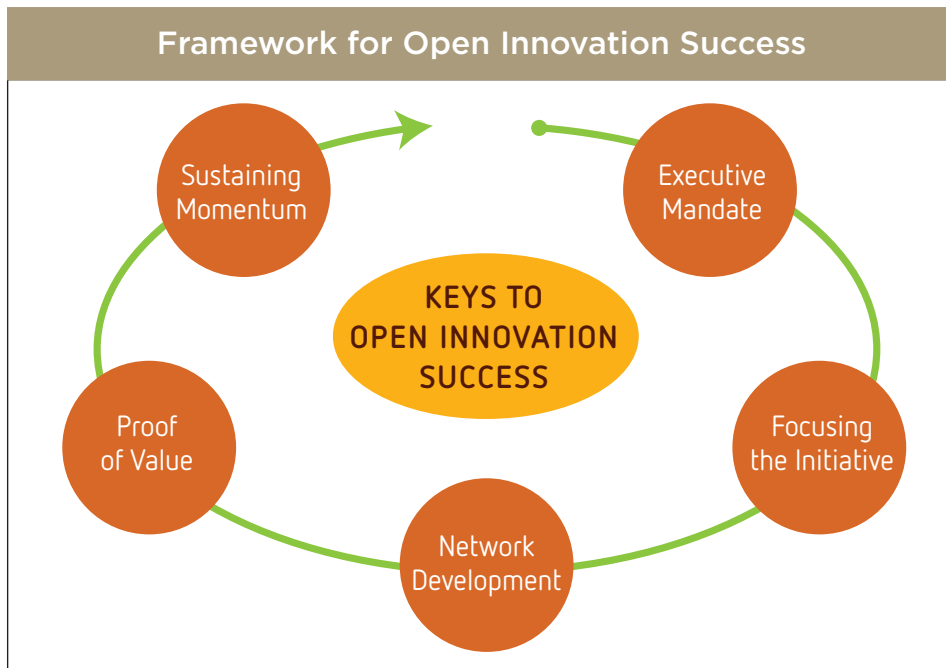 Framework for Open Innovation Success
Executive
Mandate
Focusing
the Initiative
Network
Development
Proof
of Value
Sustaining
Momentum
KEYS TO
OPEN INNOVATION
SUCCESS